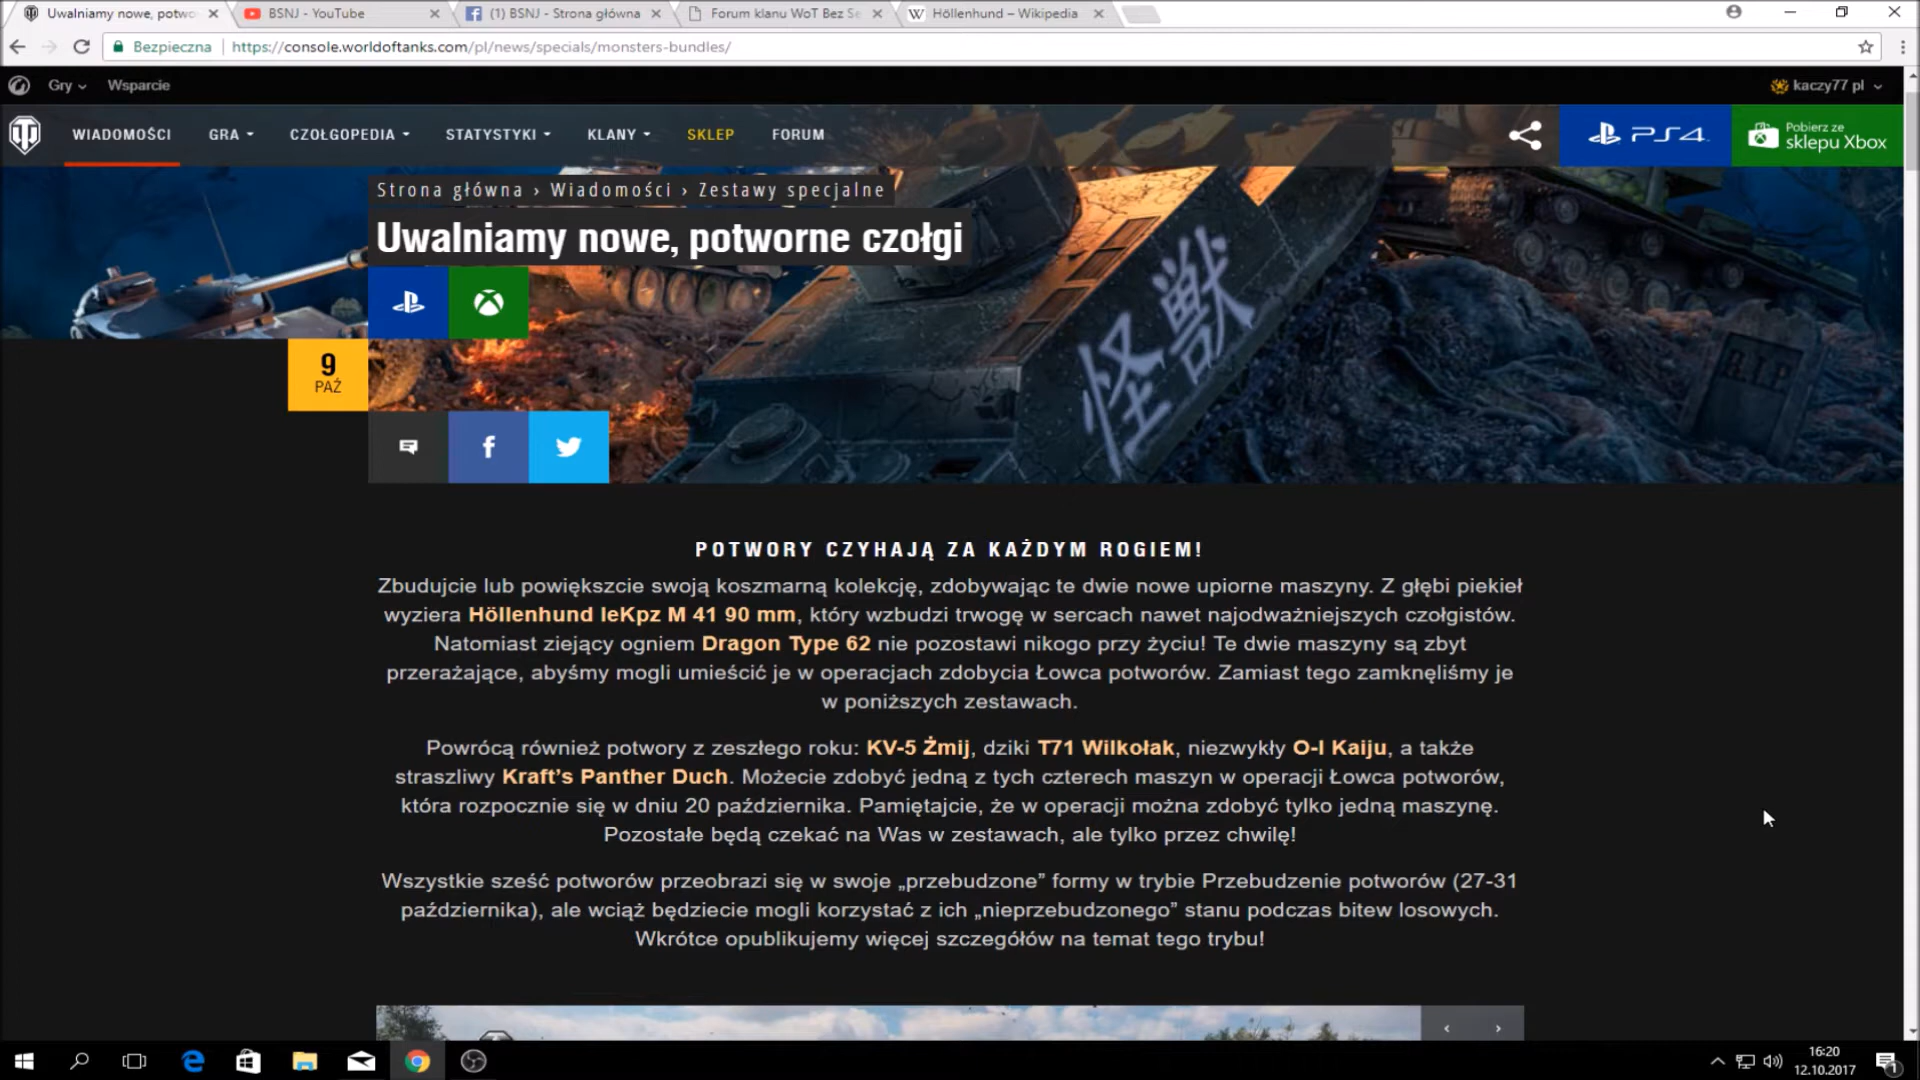 Uwalniamy nowe, potwo
BSNJ - YouTube
(1) BSNJ - Strona główna
Forum klanu WoT Bez Se
Höllenhund – Wikipedia
Bezpieczna
https://console.worldoftanks.com/pl/news/specials/monsters-bundles/
Gry
Wsparcie
kaczy77 pl
WIADOMOŚCI
GRA
CZOŁGOPEDIA
STATYSTYKI
KLANY
SKLEP
FORUM
PS4
Pobierz ze
sklepu Xbox
Strona główna › Wiadomości › Zestawy specjalne
Uwalniamy nowe, potworne czołgi
怪獣
RIP
9
PAŹ
POTWORY CZYHAJĄ ZA KAŻDYM ROGIEM!
Zbudujcie lub powiększcie swoją koszmarną kolekcję, zdobywając te dwie nowe upiorne maszyny. Z głębi piekieł
wyziera Höllenhund leKpz M 41 90 mm, który wzbudzi trwogę w sercach nawet najodważniejszych czołgistów.
Natomiast ziejący ogniem Dragon Type 62 nie pozostawi nikogo przy życiu! Te dwie maszyny są zbyt
przerażające, abyśmy mogli umieścić je w operacjach zdobycia Łowca potworów. Zamiast tego zamknęliśmy je
w poniższych zestawach.
Powrócą również potwory z zeszłego roku: KV-5 Żmij, dziki T71 Wilkołak, niezwykły O-I Kaiju, a także
straszliwy Kraft’s Panther Duch. Możecie zdobyć jedną z tych czterech maszyn w operacji Łowca potworów,
która rozpocznie się w dniu 20 października. Pamiętajcie, że w operacji można zdobyć tylko jedną maszynę.
Pozostałe będą czekać na Was w zestawach, ale tylko przez chwilę!
Wszystkie sześć potworów przeobrazi się w swoje „przebudzone” formy w trybie Przebudzenie potworów (27-31
października), ale wciąż będziecie mogli korzystać z ich „nieprzebudzonego” stanu podczas bitew losowych.
Wkrótce opublikujemy więcej szczegółów na temat tego trybu!
16:20
12.10.2017
1